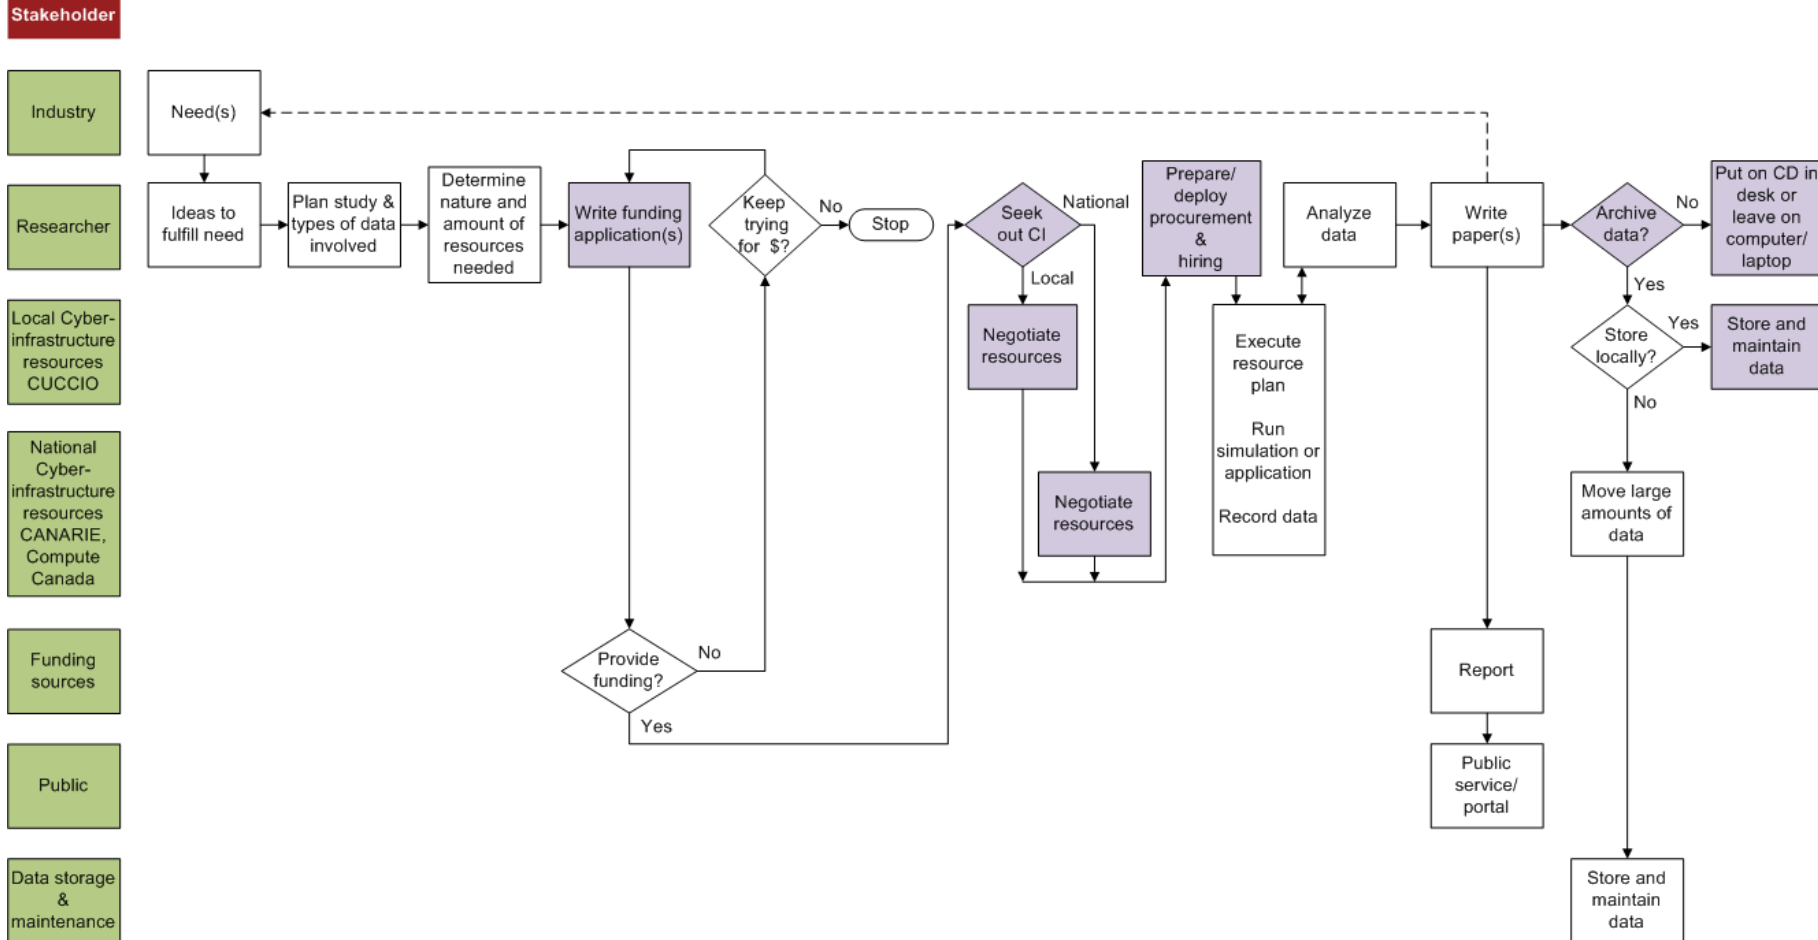 Stakeholder
Industry
Need(s)
Researcher
Ideas to
fulfill need
Plan study &
types of data
involved
Determine
nature and
amount of
resources
needed
Write funding
application(s)
Keep
trying
for $?
No
Stop
Seek
out CI
National
Local
Prepare/
deploy
procurement
&
hiring
Analyze
data
Write
paper(s)
Archive
data?
No
Yes
Put on CD in
desk or
leave on
computer/
laptop
Local Cyber-
infrastructure
resources
CUCCIO
Negotiate
resources
Execute
resource
plan
Run
simulation or
application
Record data
Store
locally?
Yes
No
Store and
maintain
data
National
Cyber-
infrastructure
resources
CANARIE,
Compute
Canada
Negotiate
resources
Move large
amounts of
data
Funding
sources
Provide
funding?
No
Yes
Report
Public
Public
service/
portal
Data storage
&
maintenance
Store and
maintain
data